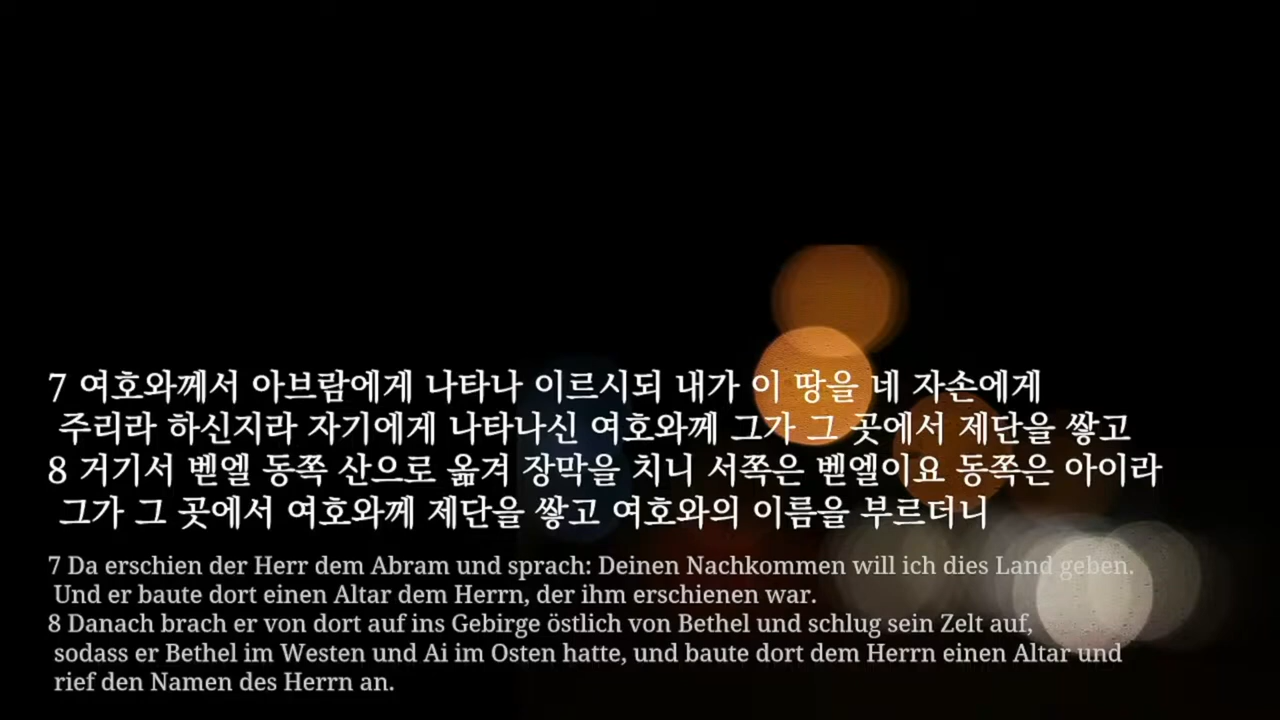 7 여호와께서 아브람에게 나타나 이르시되 내가 이 땅을 네 자손에게
주리라 하신지라 자기에게 나타나신 여호와께 그가 그 곳에서 제단을 쌓고
8 거기서 벧엘 동쪽 산으로 옮겨 장막을 치니 서쪽은 벧엘이요 동쪽은 아이라
그가 그 곳에서 여호와께 제단을 쌓고 여호와의 이름을 부르더니
7 Da erschien der Herr dem Abram und sprach: Deinen Nachkommen will ich dies Land geben.
Und er baute dort einen Altar dem Herrn, der ihm erschienen war.
8 Danach brach er von dort auf ins Gebirge östlich von Bethel und schlug sein Zelt auf,
sodass er Bethel im Westen und Ai im Osten hatte, und baute dort dem Herrn einen Altar und
rief den Namen des Herrn an.